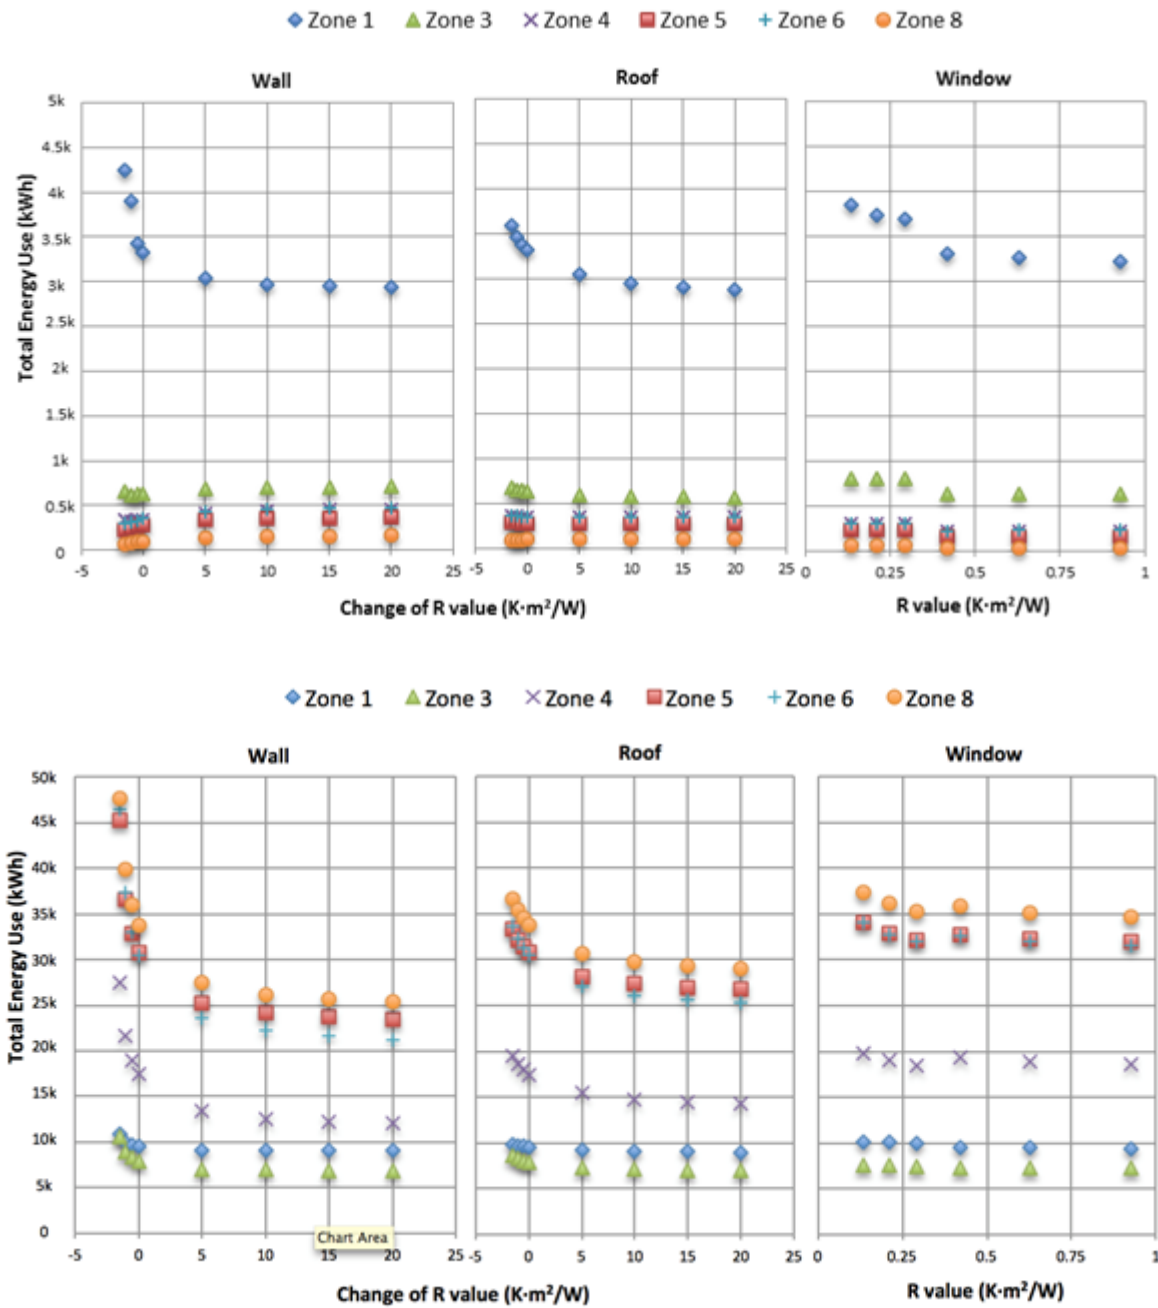 Zone 1 Zone 3 Zone 4 Zone 5 Zone 6 Zone 8
Wall Roof Window
Total Energy Use (kWh)
5k
4.5k
4k
3.5k
3k
2.5k
2k
1.5k
1k
0.5k
0
-5 0 5 10 15 20 25 -5 0 5 10 15 20 25 0 0.25 0.5 0.75 1
Change of R value (K·m²/W) R value (K·m²/W)
Zone 1 Zone 3 Zone 4 Zone 5 Zone 6 Zone 8
Wall Roof Window
Total Energy Use (kWh)
50k
45k
40k
35k
30k
25k
20k
15k
10k
5k
0
Chart Area
-5 0 5 10 15 20 25 -5 0 5 10 15 20 25 0 0.25 0.5 0.75 1
Change of R value (K·m²/W) R value (K·m²/W)